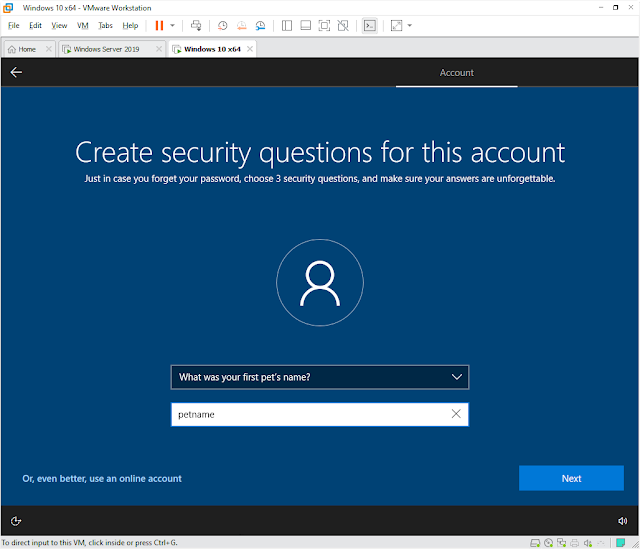 Windows 10 x64 - VMware Workstation
File Edit View VM Tabs Help
Home Windows Server 2019 Windows 10 x64
Account
Create security questions for this account
Just in case you forget your password, choose 3 security questions, and make sure your answers are unforgettable.
What was your first pet's name?
petname
Or, even better, use an online account Next
To direct input to this VM, click inside or press Ctrl+G.